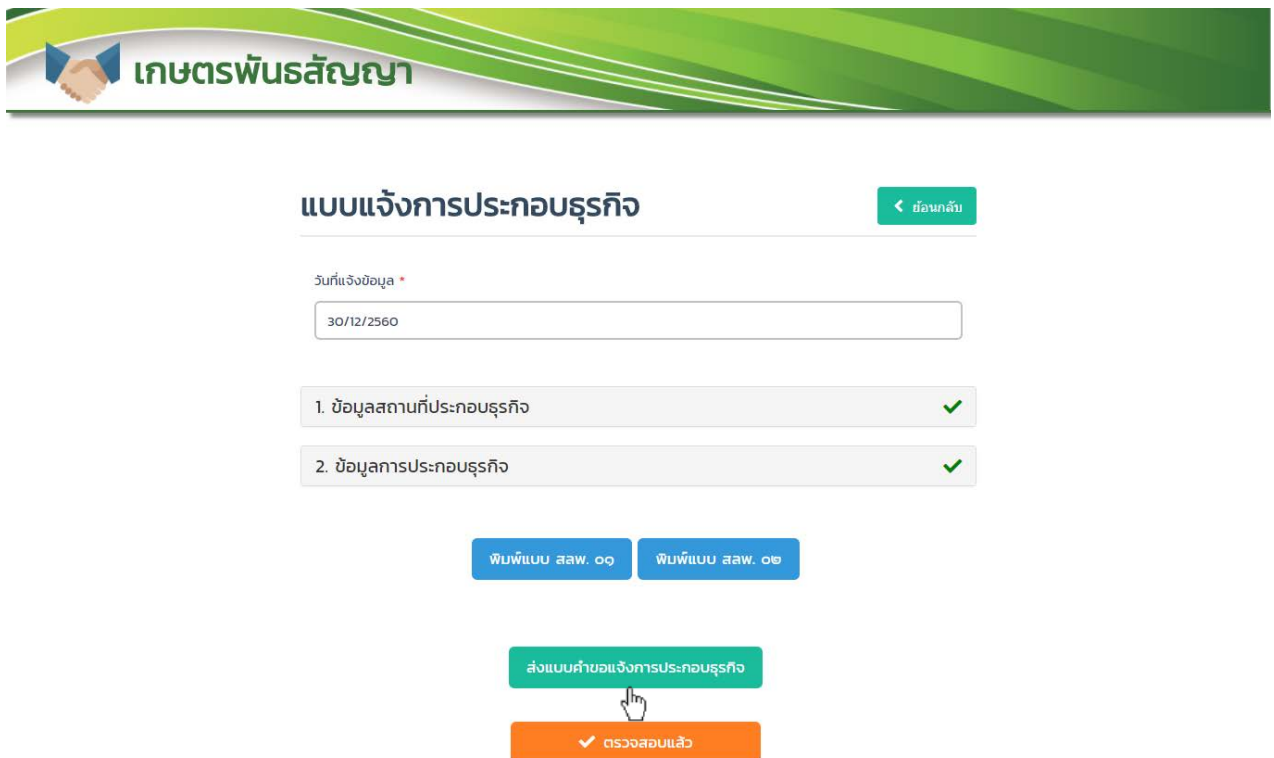 เกษตรพันธสัญญา
แบบแจ้งการประกอบธุรกิจ
ย้อนกลับ
วันที่แจ้งข้อมูล *
30/12/2560
1. ข้อมูลสถานที่ประกอบธุรกิจ
2. ข้อมูลการประกอบธุรกิจ
พิมพ์แบบ สลพ. ๐๑ พิมพ์แบบ สลพ. ๐๒
ส่งแบบคำขอแจ้งการประกอบธุรกิจ
ตรวจสอบแล้ว